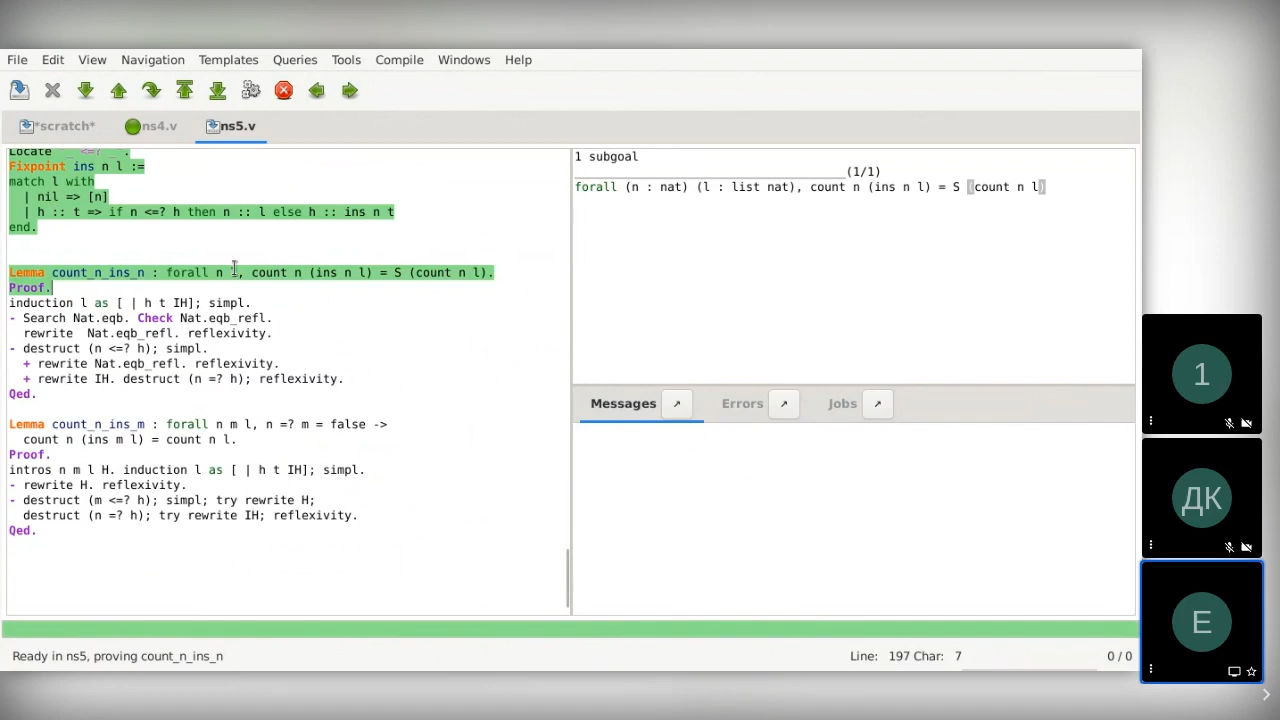 File Edit View Navigation Templates Queries Tools Compile Windows Help
*scratch* ns4.v ns5.v
Locate "_ <=? _".
Fixpoint ins n l :=
match l with
| nil => [n]
| h :: t => if n <=? h then n :: l else h :: ins n t
end.
Lemma count_n_ins_n : forall n l, count n (ins n l) = S (count n l).
Proof.
induction l as [ | h t IH]; simpl.
- Search Nat.eqb. Check Nat.eqb_refl.
rewrite Nat.eqb_refl. reflexivity.
- destruct (n <=? h); simpl.
+ rewrite Nat.eqb_refl. reflexivity.
+ rewrite IH. destruct (n =? h); reflexivity.
Qed.
Lemma count_n_ins_m : forall n m l, n =? m = false ->
count n (ins m l) = count n l.
Proof.
intros n m l H. induction l as [ | h t IH]; simpl.
- rewrite H. reflexivity.
- destruct (m <=? h); simpl; try rewrite H;
destruct (n =? h); try rewrite IH; reflexivity.
Qed.
1 subgoal
(1/1)
forall (n : nat) (l : list nat), count n (ins n l) = S (count n l)
Messages Errors Jobs
Ready in ns5, proving count_n_ins_n
Line: 197 Char: 7
0 / 0
1
ДК
Е